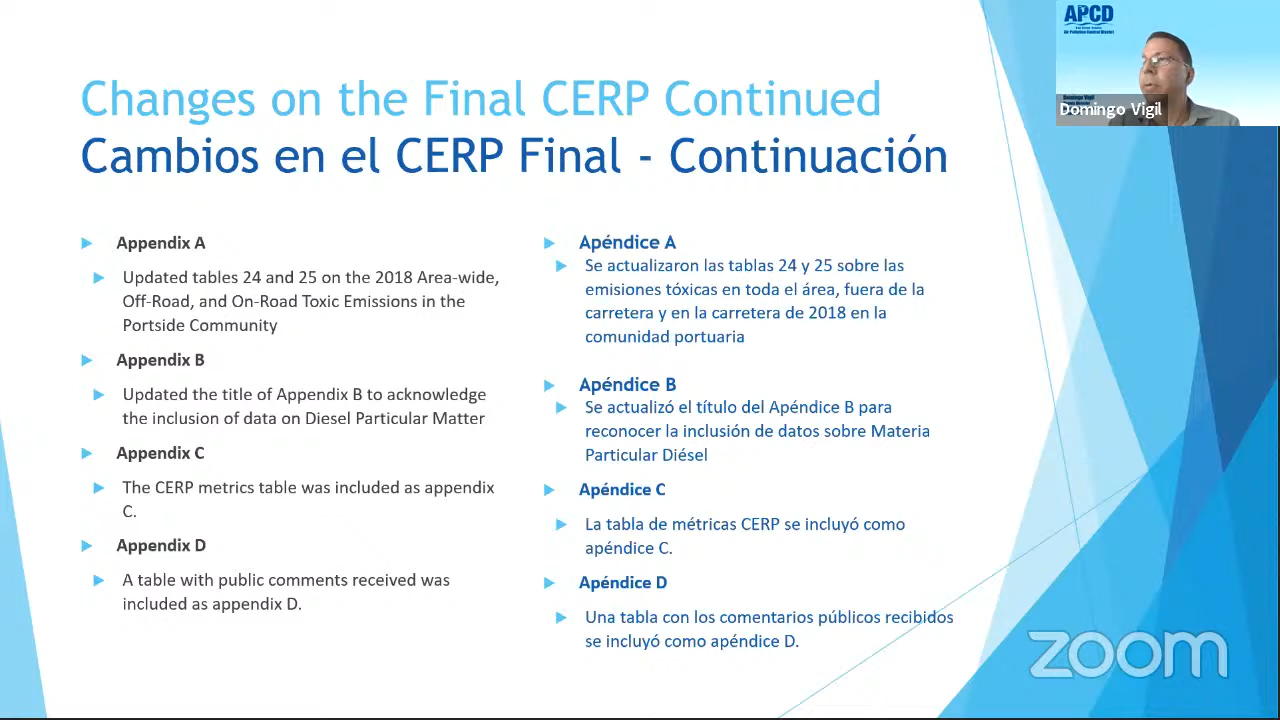 Changes on the Final CERP Continued
Cambios en el CERP Final - Continuación
Appendix A
Updated tables 24 and 25 on the 2018 Area-wide,
Off-Road, and On-Road Toxic Emissions in the
Portside Community
Appendix B
Updated the title of Appendix B to acknowledge
the inclusion of data on Diesel Particular Matter
Appendix C
The CERP metrics table was included as appendix
C.
Appendix D
A table with public comments received was
included as appendix D.
Apéndice A
Se actualizaron las tablas 24 y 25 sobre las
emisiones tóxicas en toda el área, fuera de la
carretera y en la carretera de 2018 en la
comunidad portuaria
Apéndice B
Se actualizó el título del Apéndice B para
reconocer la inclusión de datos sobre Materia
Particular Diésel
Apéndice C
La tabla de métricas CERP se incluyó como
apéndice C.
Apéndice D
Una tabla con los comentarios públicos recibidos
se incluyó como apéndice D.
APCD
Air Pollution Control District
Domingo Vigil
Domingo Vigil
zoom